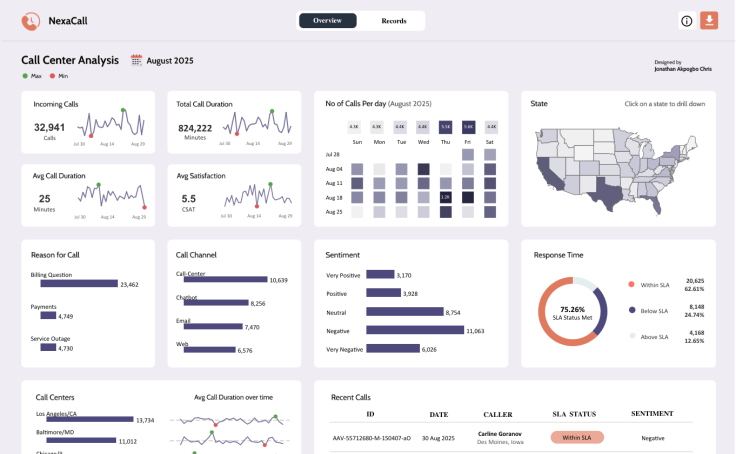 NexaCall
Overview
Records
Call Center Analysis
August 2025
Max
Min
Designed by
Jonathan Akpogbo Chris
Incoming Calls
32,941
Calls
Jul 30
Aug 14
Aug 29
Total Call Duration
824,222
Minutes
Jul 30
Aug 14
Aug 29
No of Calls Per day (August 2025)
4.3K 4.3K 4.4K 4.4K 5.5K 5.6K 4.4K
Sun Mon Tue Wed Thu Fri Sat
Jul 28
Aug 04
Aug 11
Aug 18
1.2K
Aug 25
State
Click on a state to drill down
Avg Call Duration
25
Minutes
Jul 30
Aug 14
Aug 29
Avg Satisfaction
5.5
CSAT
Jul 30
Aug 14
Aug 29
Reason for Call
Billing Question
23,462
Payments
4,749
Service Outage
4,730
Call Channel
Call-Center
10,639
Chatbot
8,256
Email
7,470
Web
6,576
Sentiment
Very Positive 3,170
Positive 3,928
Neutral 8,754
Negative 11,063
Very Negative 6,026
Response Time
75.26%
SLA Status Met
Within SLA
20,625
62.61%
Below SLA
8,148
24.74%
Above SLA
4,168
12.65%
Call Centers
Los Angeles/CA
13,734
Baltimore/MD
11,012
Avg Call Duration over time
Recent Calls
ID DATE CALLER SLA STATUS SENTIMENT
AAV-55712680-M-150407-aO 30 Aug 2025 Carline Goranov Within SLA Negative
Des Moines, Iowa